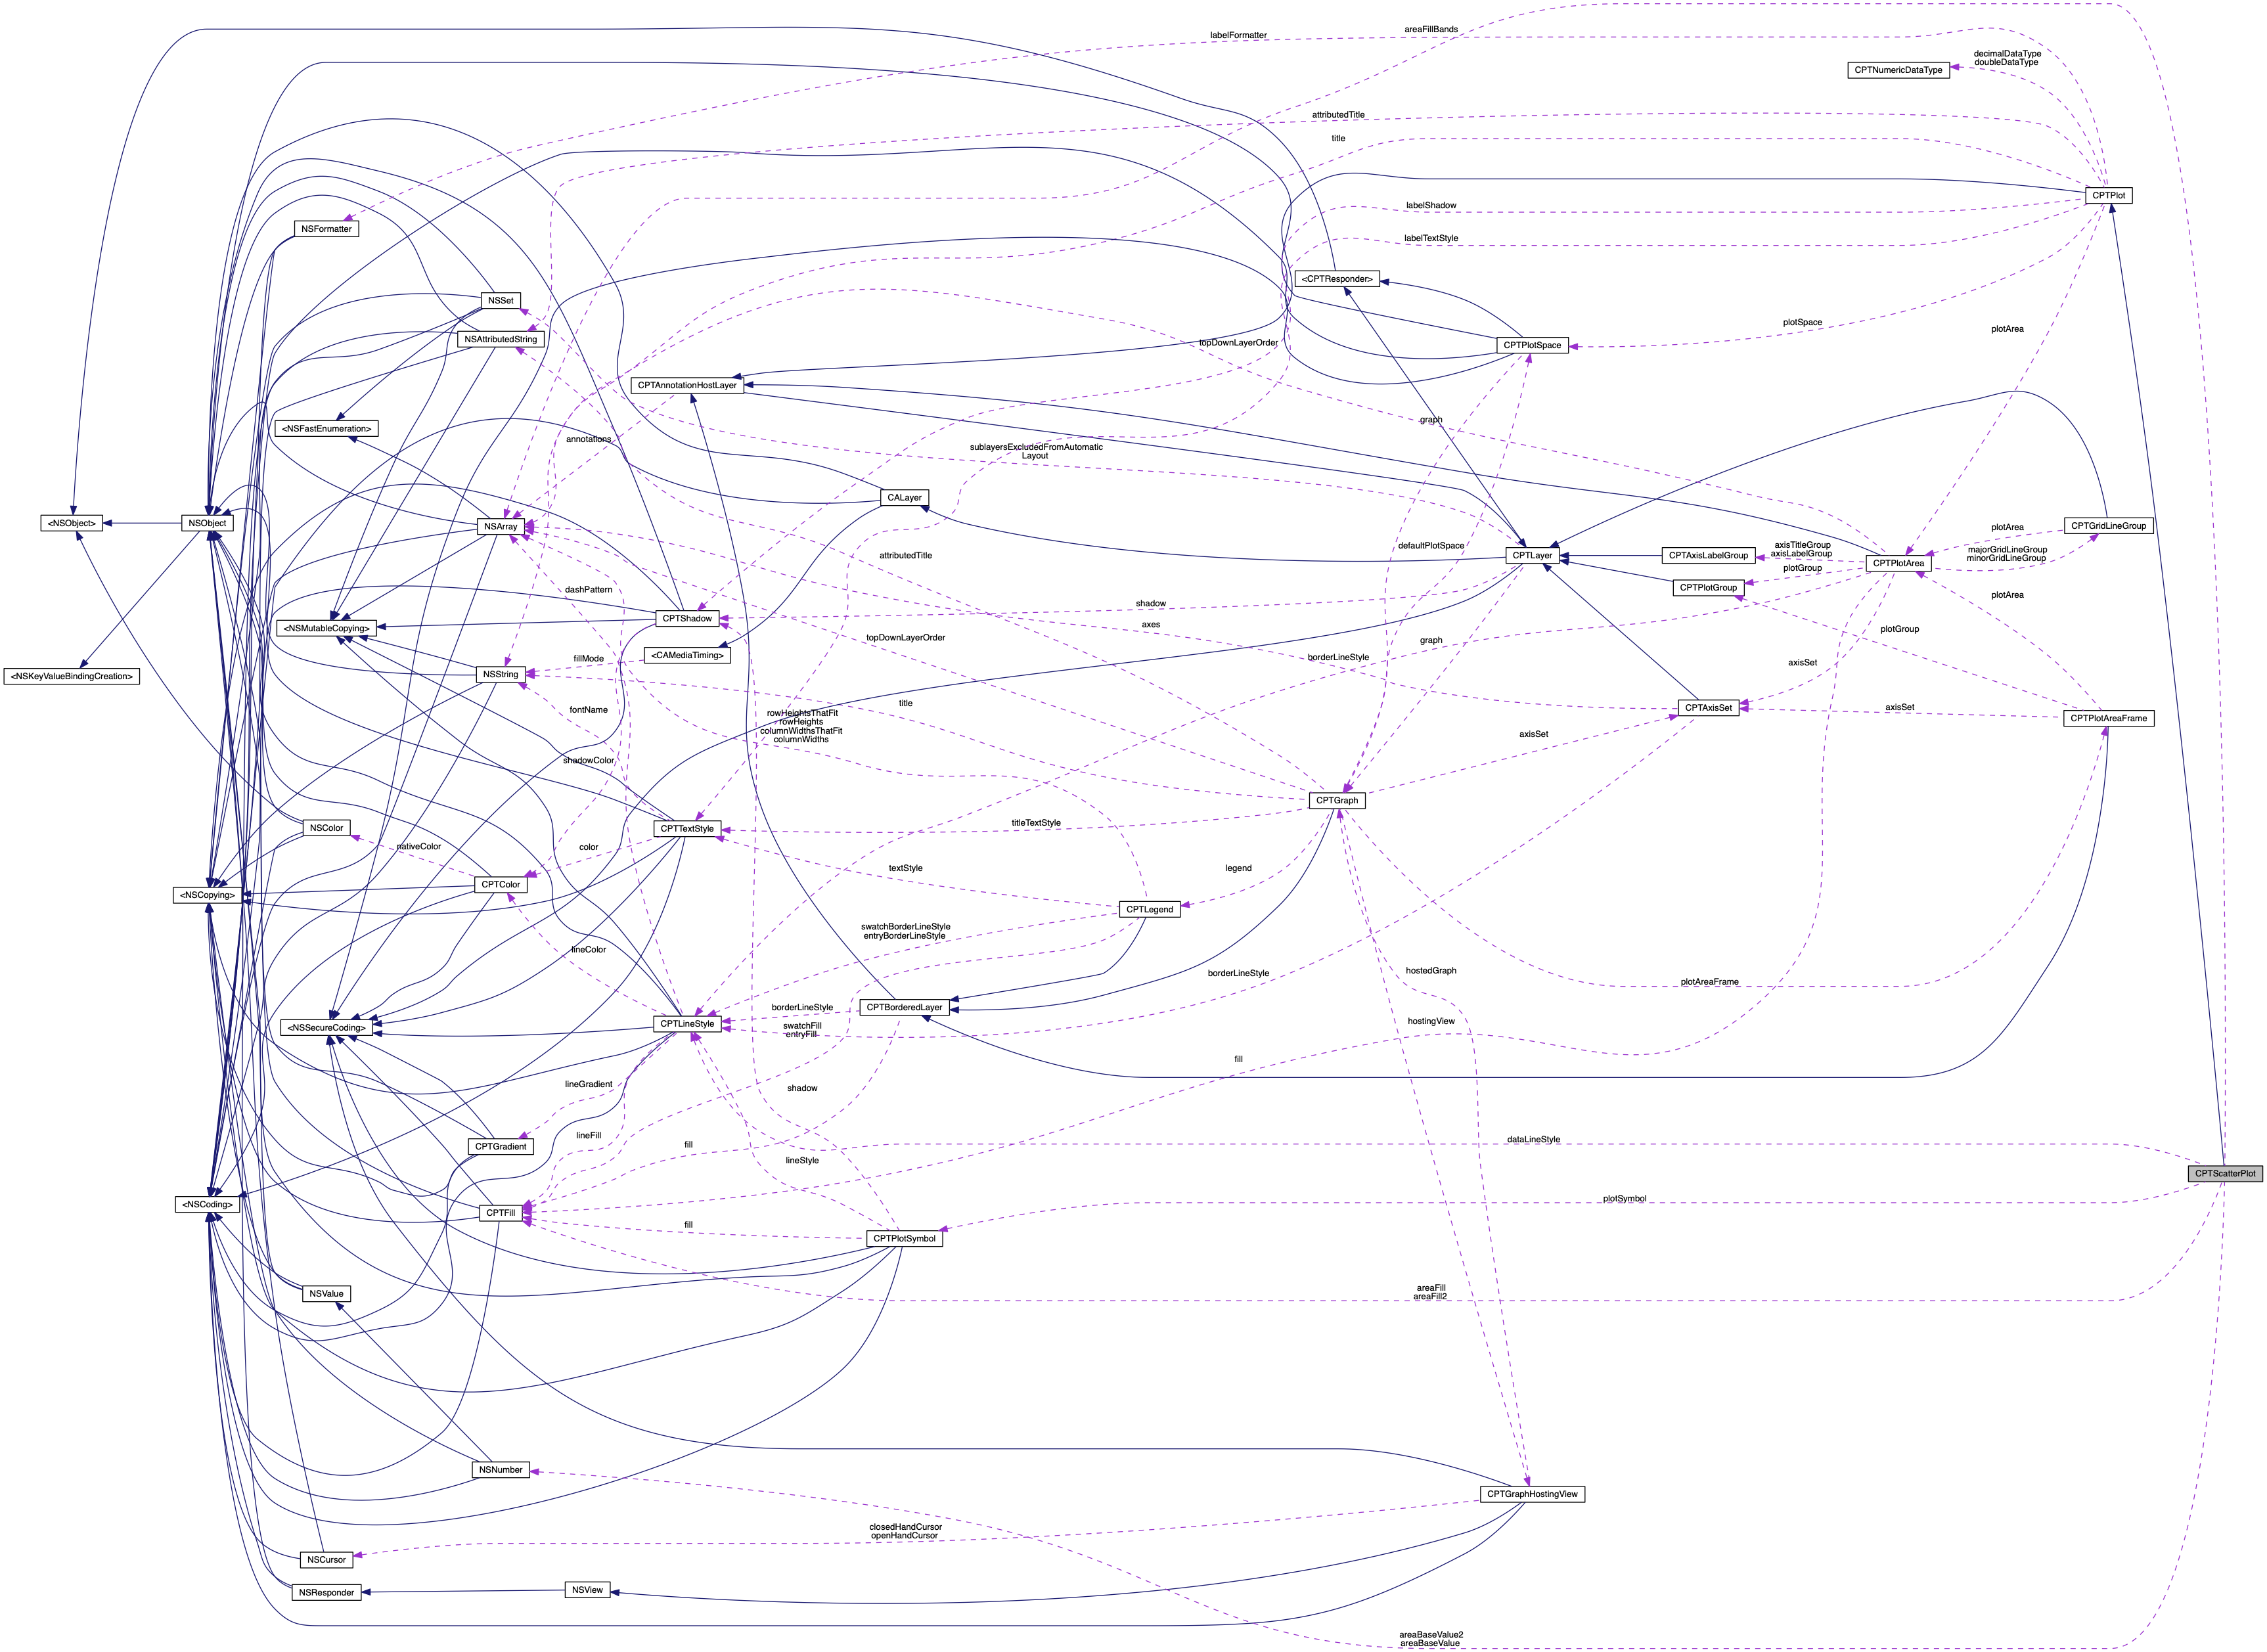 areaFillBands
labelFormatter
decimalDataType
doubleDataType
CPTNumericDataType
attributedTitle
title
CPTPlot
labelShadow
NSFormatter
labelTextStyle
<CPTResponder>
NSSet
plotSpace
plotArea
NSAttributedString
topDownLayerOrder
CPTPlotSpace
CPTAnnotationHostLayer
graph
<NSFastEnumeration>
annotations
sublayersExcludedFromAutomatic
Layout
CALayer
<NSObject>
NSObject
NSArray
CPTGridLineGroup
plotArea
defaultPlotSpace
attributedTitle
CPTLayer
CPTAxisLabelGroup
axisTitleGroup
axisLabelGroup
majorGridLineGroup
minorGridLineGroup
CPTPlotArea
plotGroup
CPTPlotGroup
dashPattern
plotArea
shadow
CPTShadow
<NSMutableCopying>
axes
plotGroup
topDownLayerOrder
graph
<CAMediaTiming>
fillMode
borderLineStyle
axisSet
<NSKeyValueBindingCreation>
NSString
title
fontName
rowHeightsThatFit
rowHeights
columnWidthsThatFit
columnWidths
CPTAxisSet
axisSet
CPTPlotAreaFrame
axisSet
shadowColor
CPTGraph
NSColor
CPTTextStyle
titleTextStyle
nativeColor
color
textStyle
legend
CPTColor
<NSCopying>
CPTLegend
swatchBorderLineStyle
entryBorderLineStyle
lineColor
hostedGraph
borderLineStyle
plotAreaFrame
CPTBorderedLayer
borderLineStyle
<NSSecureCoding>
CPTLineStyle
swatchFill
entryFill
hostingView
fill
lineGradient
shadow
lineFill
dataLineStyle
CPTGradient
fill
lineStyle
CPTScatterPlot
<NSCoding>
plotSymbol
CPTFill
fill
CPTPlotSymbol
NSValue
areaFill
areaFill2
NSNumber
CPTGraphHostingView
closedHandCursor
openHandCursor
NSCursor
NSResponder
NSView
areaBaseValue2
areaBaseValue